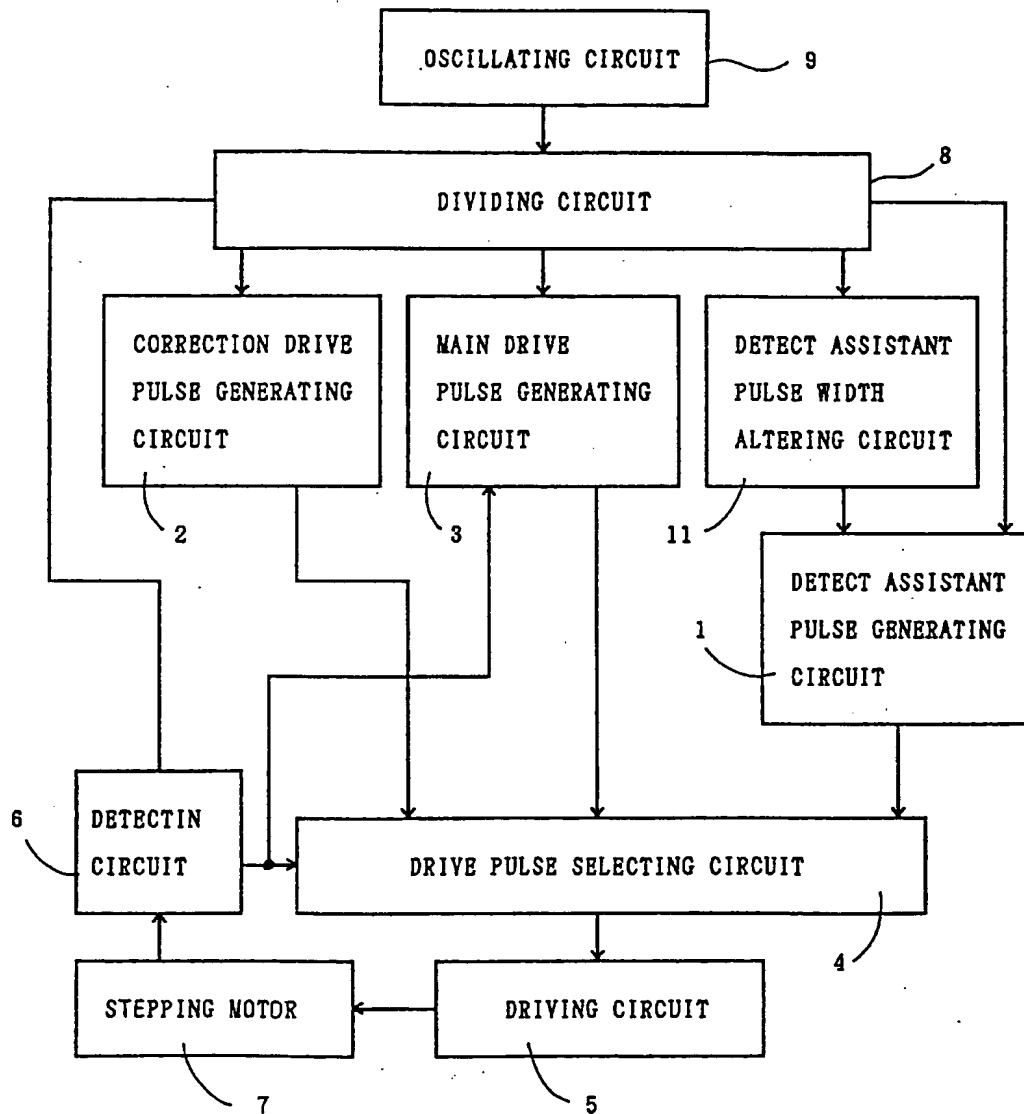 OSCILLATING CIRCUIT
9
8
DIVIDING CIRCUIT
CORRECTION DRIVE
PULSE GENERATING
CIRCUIT
2
MAIN DRIVE
PULSE GENERATING
CIRCUIT
3
DETECT ASSISTANT
PULSE WIDTH
ALTERING CIRCUIT
11
DETECT ASSISTANT
PULSE GENERATING
CIRCUIT
1
6
DETECTIN
CIRCUIT
DRIVE PULSE SELECTING CIRCUIT
4
STEPPING MOTOR
7
DRIVING CIRCUIT
5